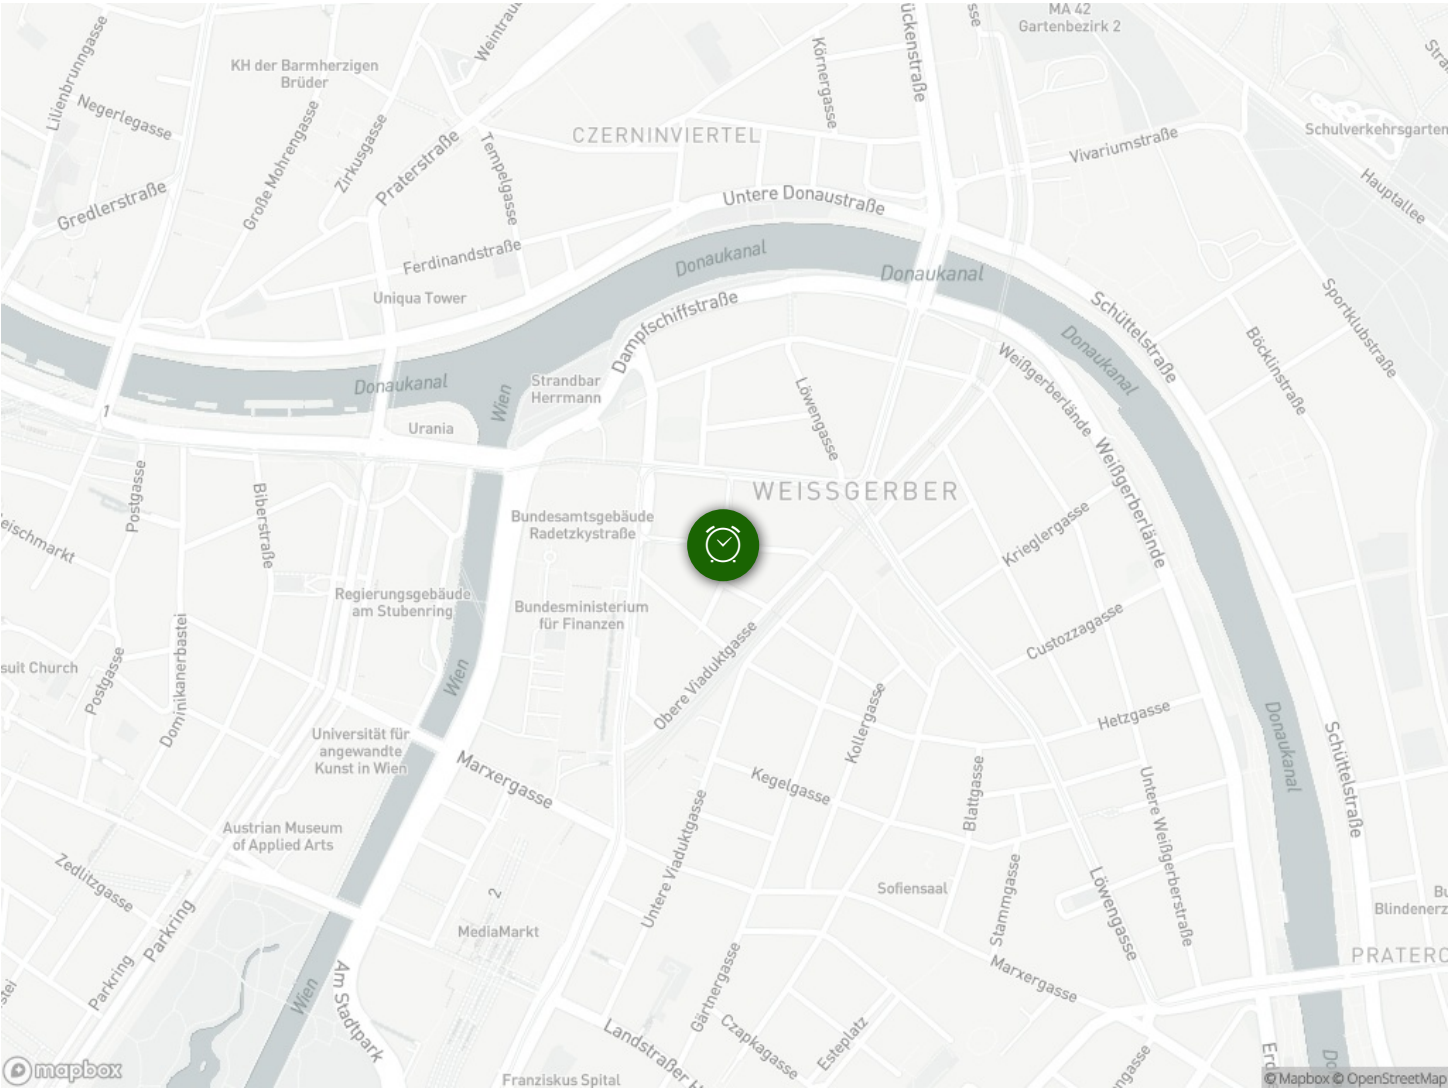 MA 42
Gartenbezirk 2
Lilienbrunngasse
KH der Barmherzigen
Brüder
Körnergasse
Negerlegasse
Große Mohrengasse
Zirkusgasse
Praterstraße
Tempelgasse
CZERNINVIERTEL
Vivariumstraße
Schulverkehrsgarten
Hauptallee
Gredlerstraße
Untere Donaustraße
Ferdinandstraße
Donaukanal
Donaukanal
Uniqua Tower
Dampfschiffstraße
Schüttelstraße
Sportklubstraße
Böcklinstraße
Donaukanal
Donaukanal
Strandbar
Herrmann
Wien
Weißgerberlände
Löwengasse
1
Urania
Weißgerberlände
Postgasse
Biberstraße
WEISSGERBER
Bundesamtsgebäude
Radetzkystraße
Krieglergasse
Regierungsgebäude
am Stubenring
Bundesministerium
für Finanzen
Custozzagasse
Dominikanerbastei
Postgasse
suit Church
Wien
Obere Viaduktgasse
Kollergasse
Hetzgasse
Donaukanal
Schüttelstraße
Universität für
angewandte
Kunst in Wien
Marxergasse
Kegelgasse
Blattgasse
Untere Weißgerberstraße
Austrian Museum
of Applied Arts
Zedlitzgasse
Untere Viaduktgasse
2
Sofiensaal
Stammgasse
Löwengasse
Blindenerz
Parkring
MediaMarkt
PRATERC
Parkring
Wien
Am Stadtpark
Gärtnergasse
Marxergasse
Czapkagasse
Esteplatz
Landstraßer H
Franziskus Spital
mapbox
© Mapbox © OpenStreetMap